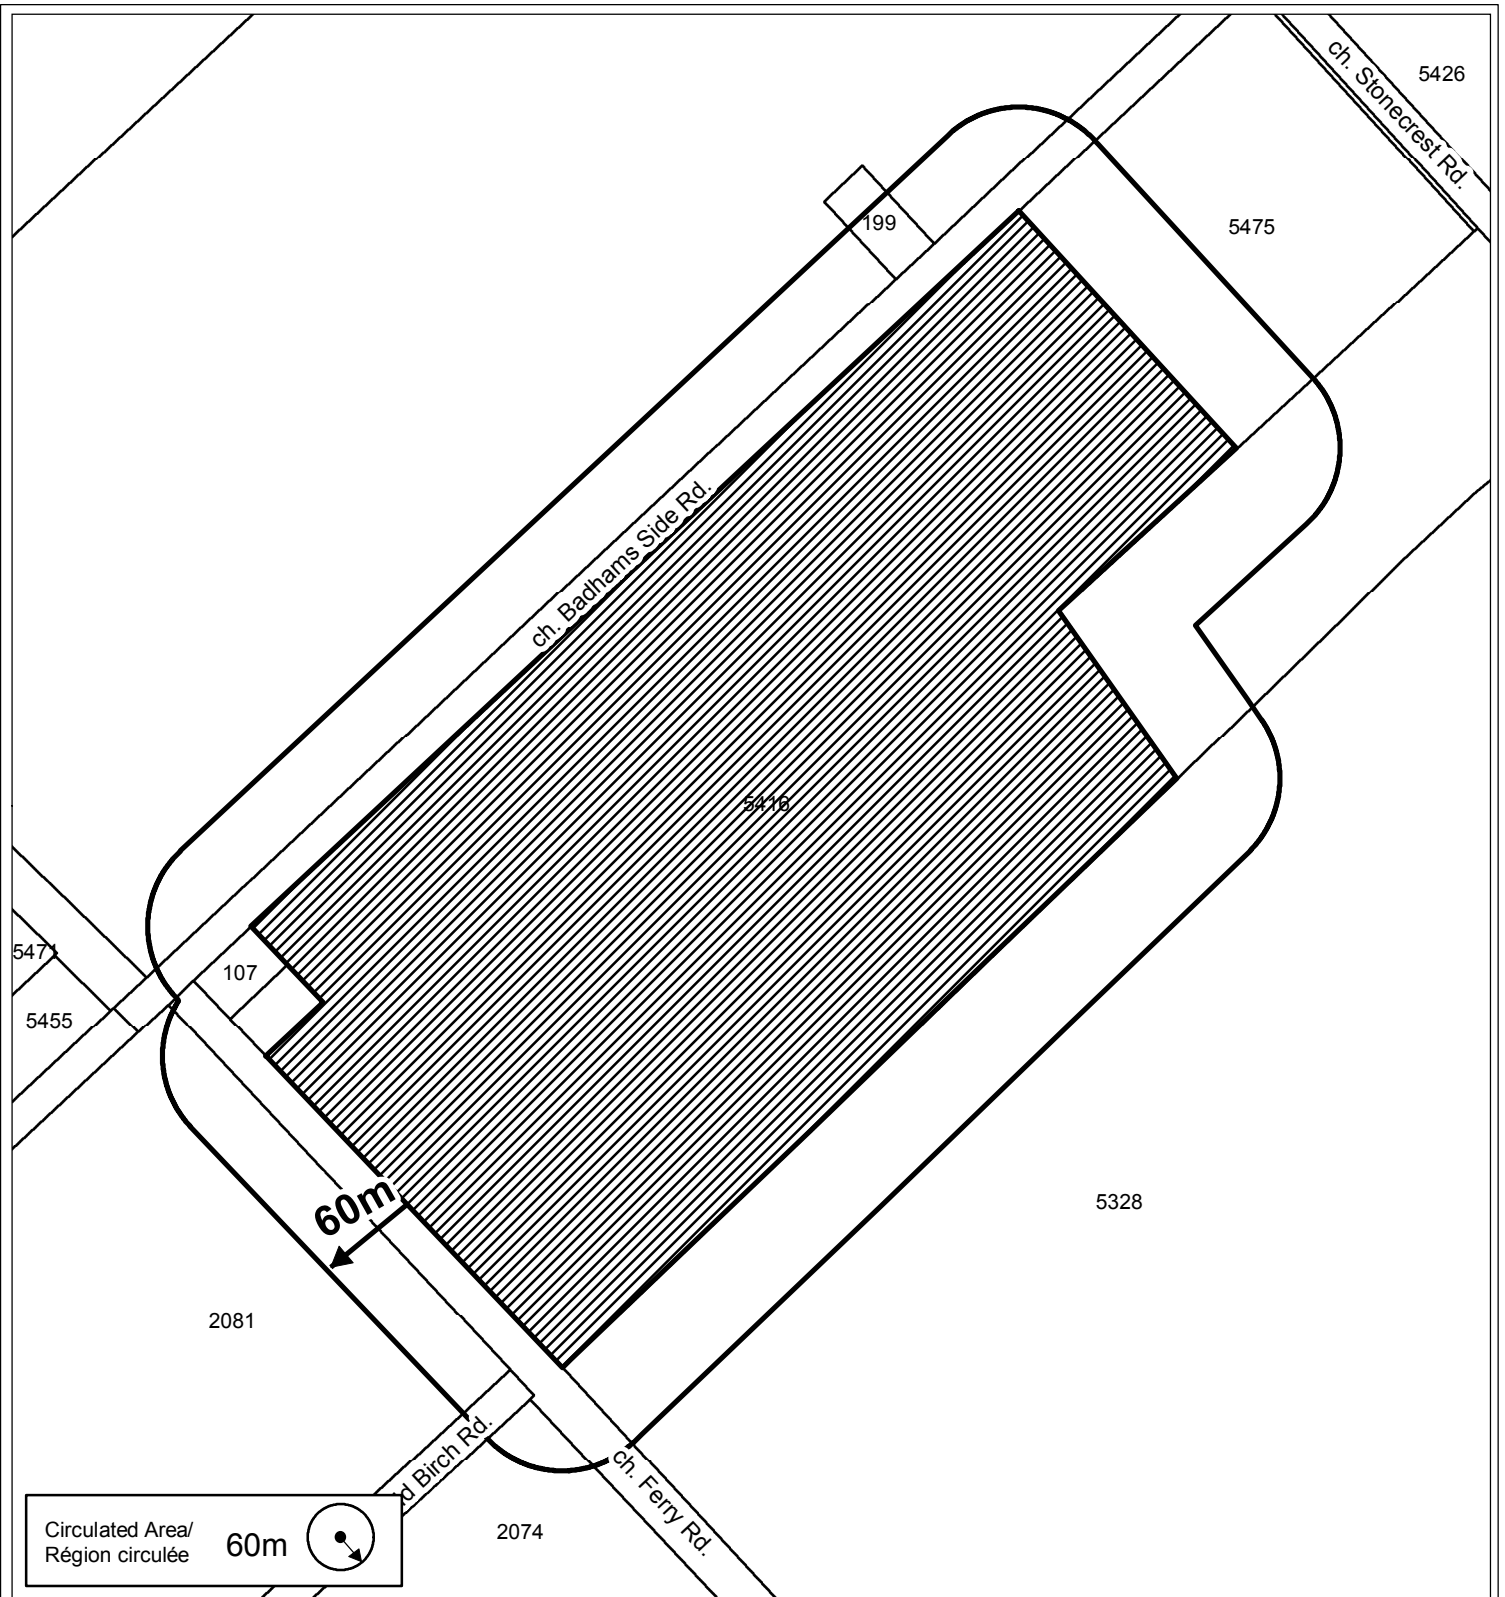 ch. Stonecrest Rd.
5426
199
5475
ch. Badhams Side Rd.
5416
5471
107
5455
60m
5328
2081
Birch Rd.
ch. Ferry Rd.
2074
Circulated Area/
Région circulée
60m